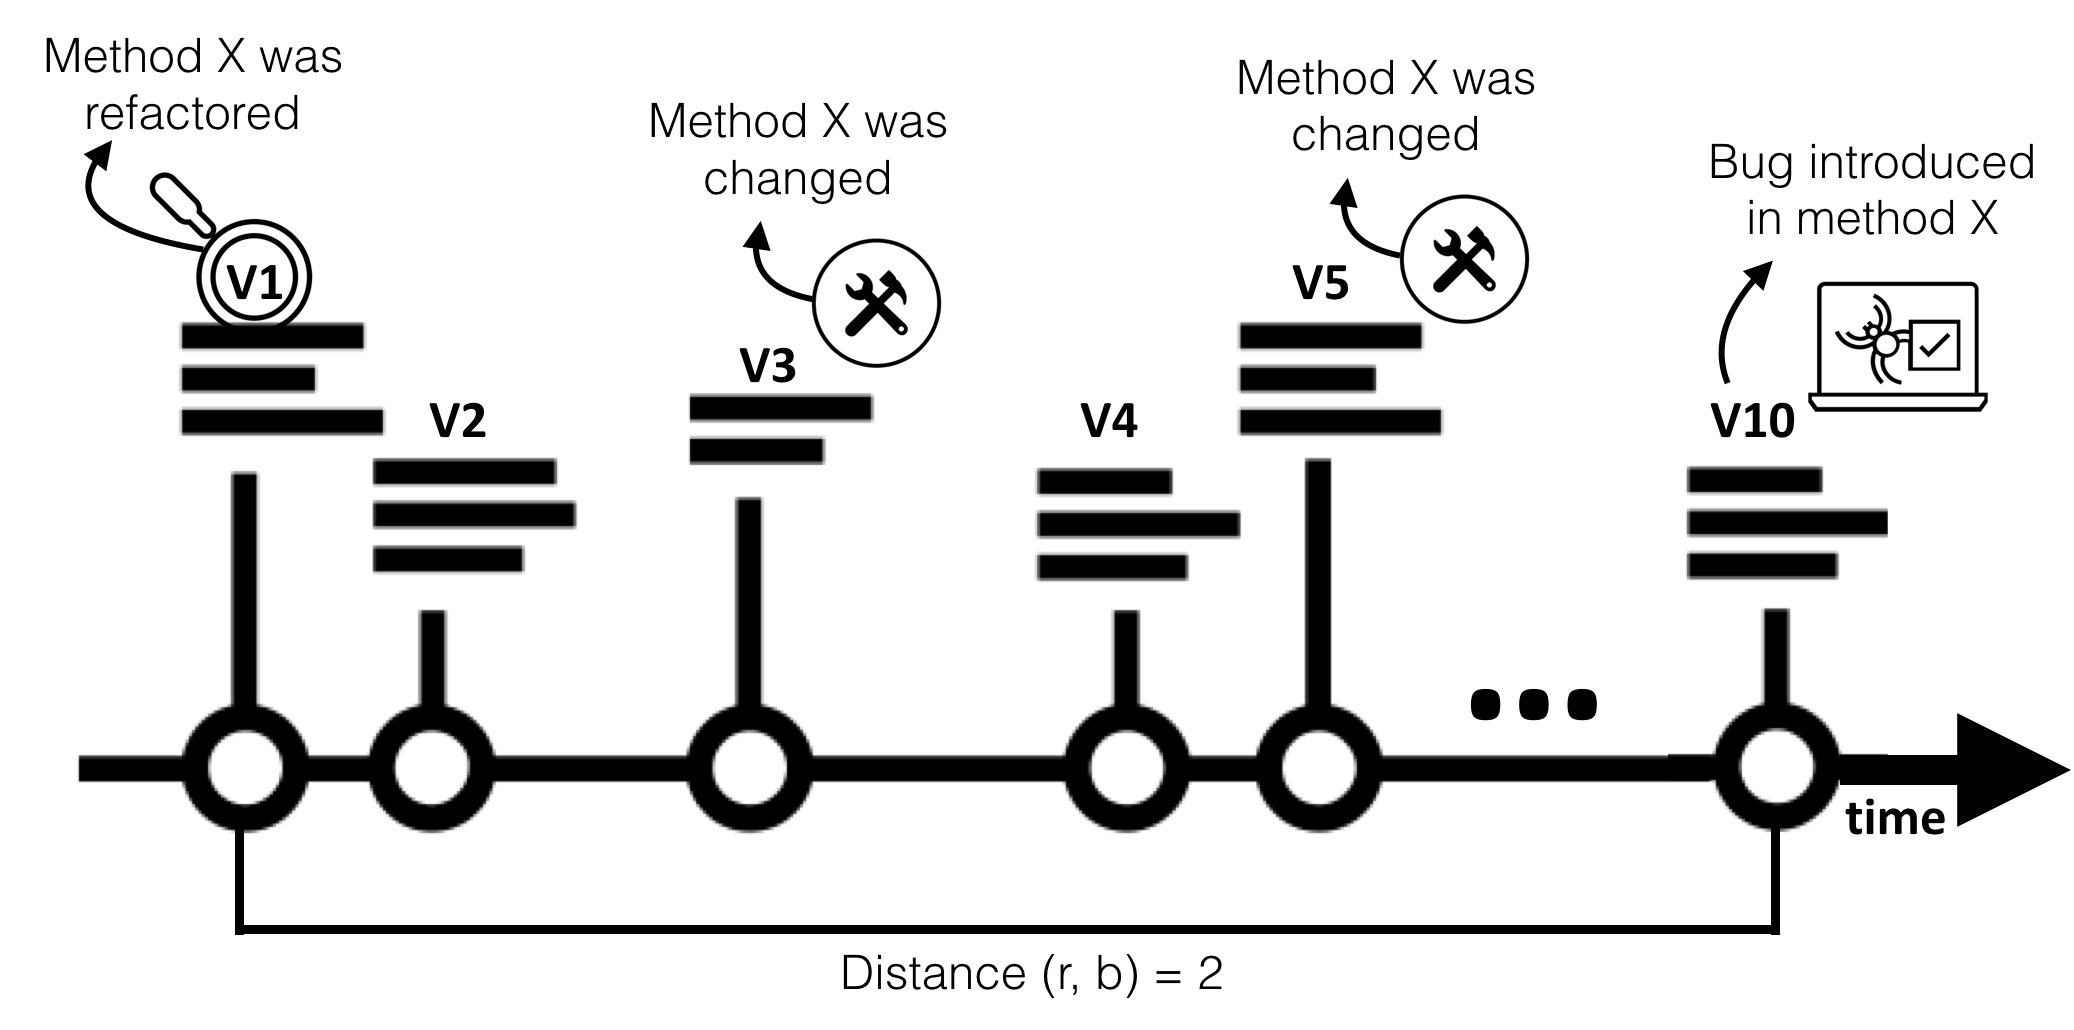 Method X was
refactored
V1
V2
Method X was
changed
V3
V4
Method X was
changed
V5
Bug introduced
in method X
V10
time
Distance (r, b) = 2